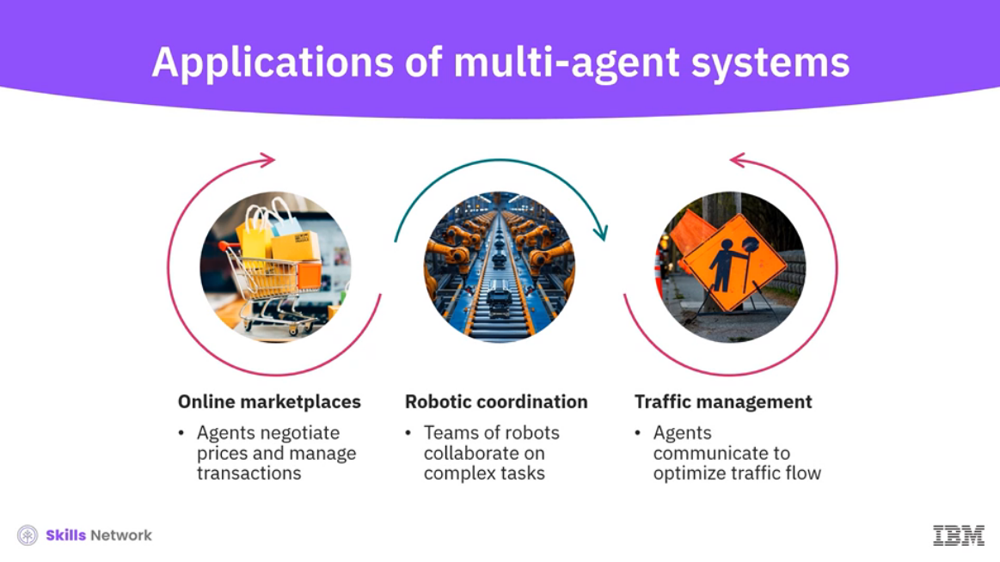 Applications of multi-agent systems
Online marketplaces
• Agents negotiate
prices and manage
transactions
Robotic coordination
• Teams of robots
collaborate on
complex tasks
Traffic management
• Agents
communicate to
optimize traffic flow
Skills Network
IBM